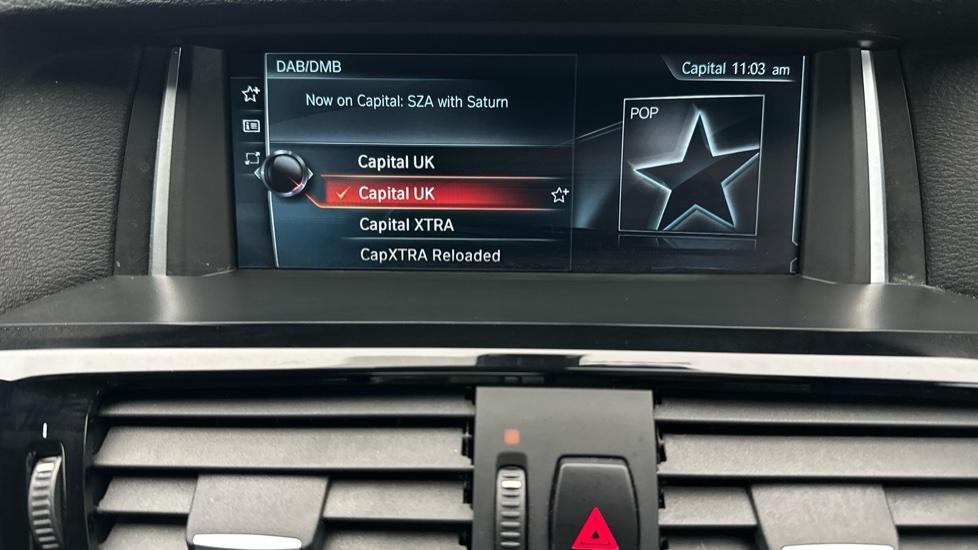 DAB/DMB
Capital 11:03 am
Now on Capital: SZA with Saturn
POP
Capital UK
Capital UK
Capital XTRA
CapXTRA Reloaded